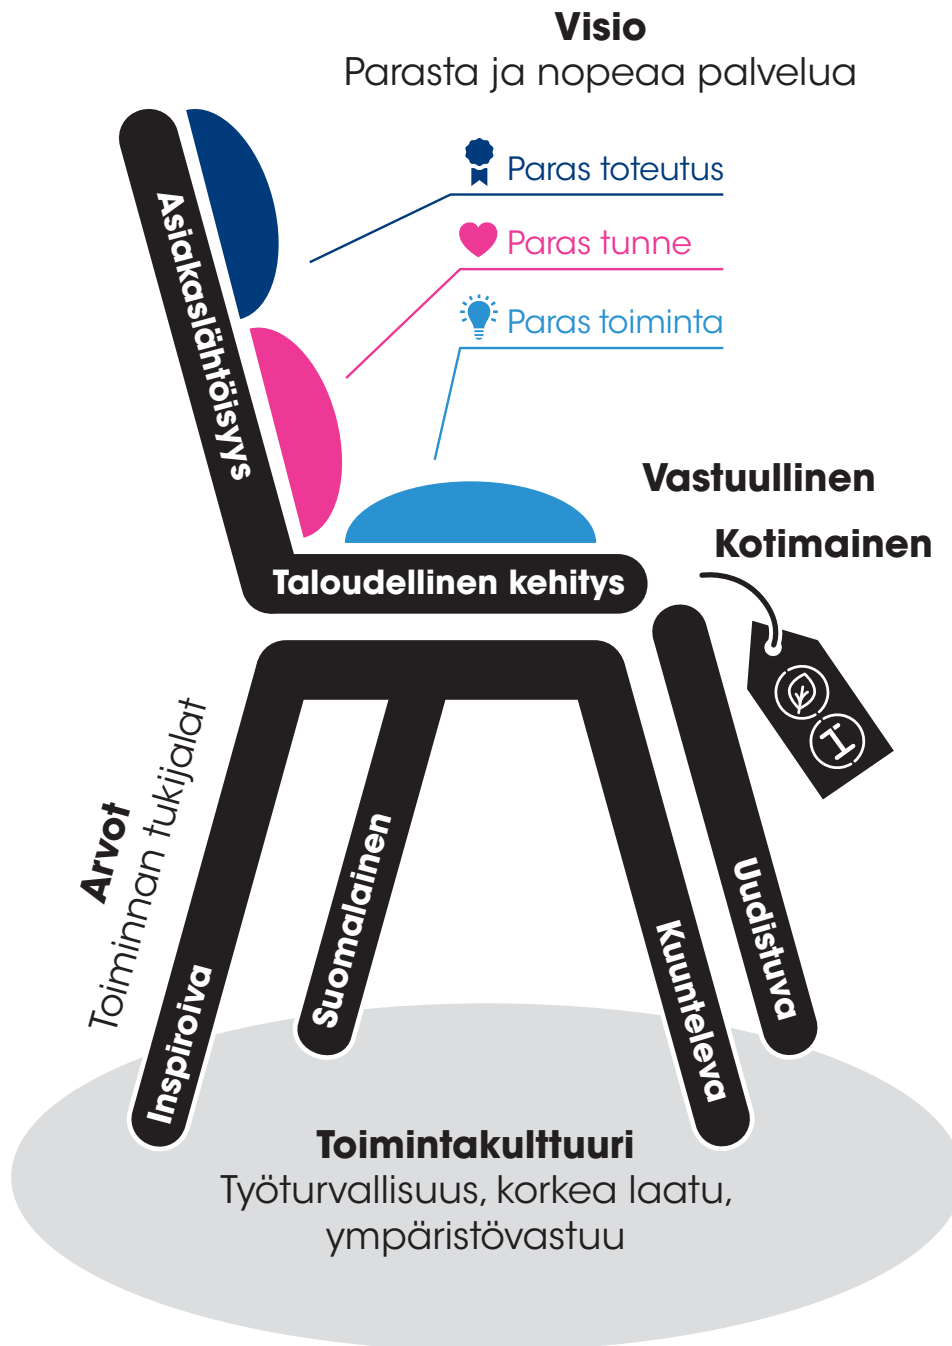 Visio
Parasta ja nopeaa palvelua
Paras toteutus
Paras tunne
Paras toiminta
Asiakaslähtöisyys
Vastuullinen
Kotimainen
Taloudellinen kehitys
Arvot
Toiminnan tukijalat
Inspiroiva
Suomalainen
Kuunteleva
Uudistuva
Toimintakulttuuri
Työturvallisuus, korkea laatu,
ympäristövastuu